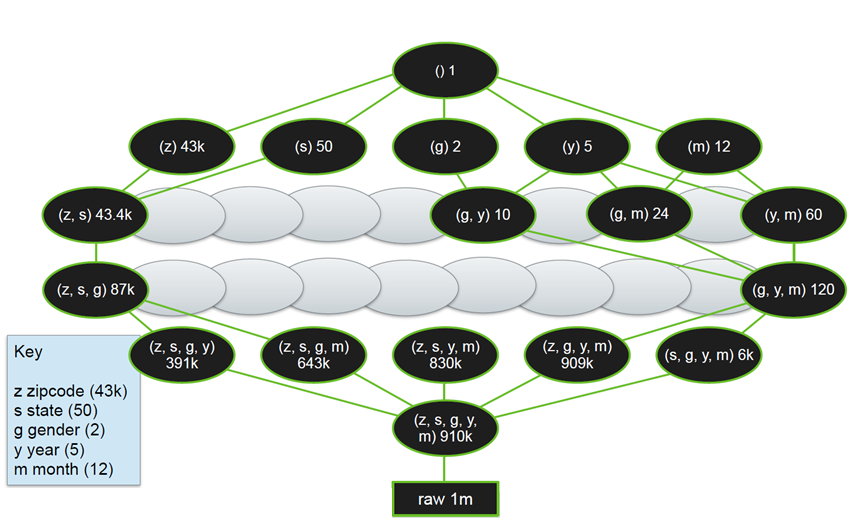 () 1
(z) 43k
(s) 50
(g) 2
(y) 5
(m) 12
(z, s) 43.4k
(g, y) 10
(g, m) 24
(y, m) 60
(z, s, g) 87k
(g, y, m) 120
(z, s, g, y)
391k
(z, s, g, m)
643k
(z, s, y, m)
830k
(z, g, y, m)
909k
(s, g, y, m) 6k
(z, s, g, y,
m) 910k
raw 1m
Key
z zipcode (43k)
s state (50)
g gender (2)
y year (5)
m month (12)